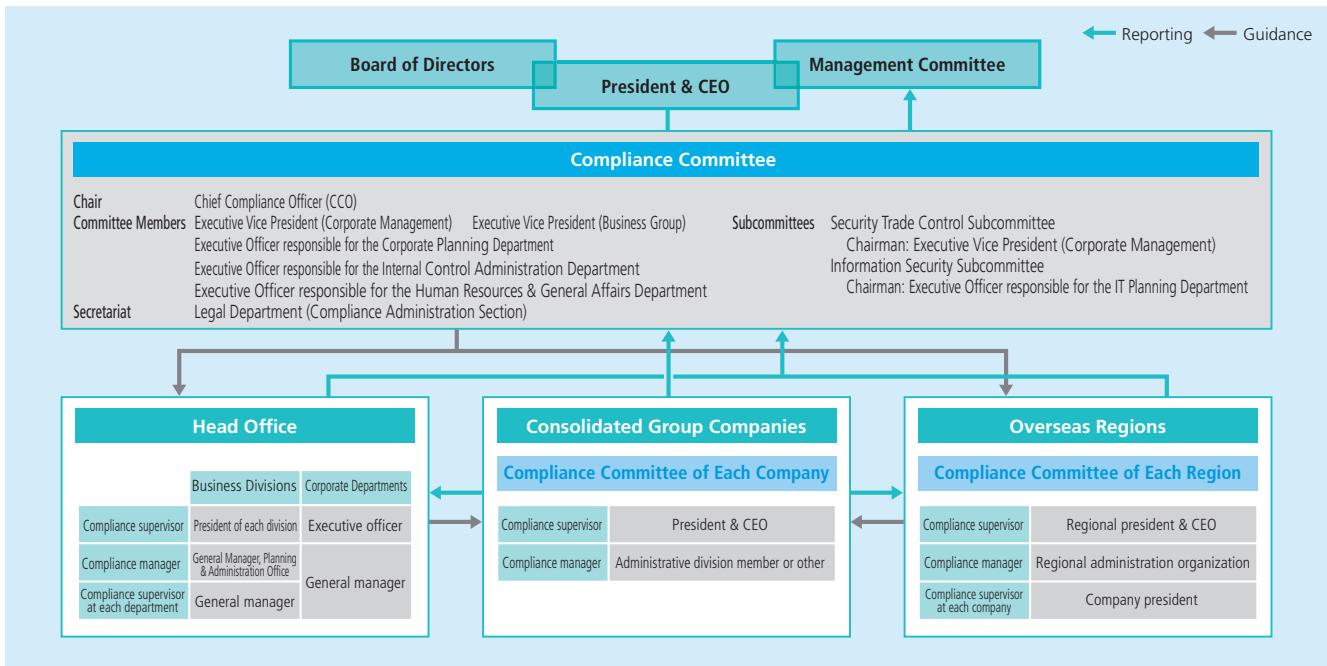 Reporting Guidance
Board of Directors
Management Committee
President & CEO
Compliance Committee
Chair Chief Compliance Officer (CCO)
Committee Members Executive Vice President (Corporate Management) Executive Vice President (Business Group)
Executive Officer responsible for the Corporate Planning Department
Executive Officer responsible for the Internal Control Administration Department
Executive Officer responsible for the Human Resources & General Affairs Department
Secretariat Legal Department (Compliance Administration Section)
Subcommittees Security Trade Control Subcommittee
Chairman: Executive Vice President (Corporate Management)
Information Security Subcommittee
Chairman: Executive Officer responsible for the IT Planning Department
Head Office
Business Divisions Corporate Departments
Compliance supervisor President of each division Executive officer
Compliance manager General Manager, Planning
& Administration Office
General manager
Compliance supervisor
at each department
General manager
Consolidated Group Companies
Compliance Committee of Each Company
Compliance supervisor President & CEO
Compliance manager Administrative division member or other
Overseas Regions
Compliance Committee of Each Region
Compliance supervisor Regional president & CEO
Compliance manager Regional administration organization
Compliance supervisor
at each company
Company president